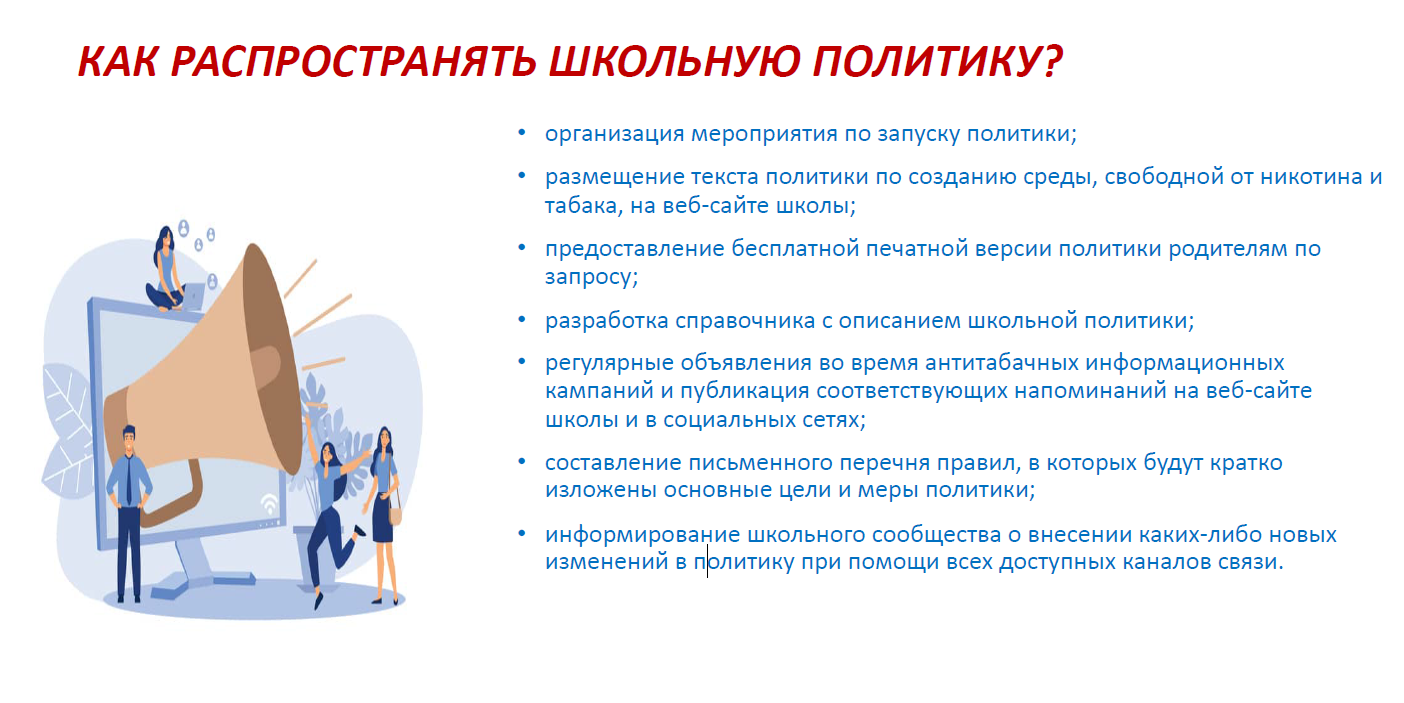 КАК РАСПРОСТРАНЯТЬ ШКОЛЬНУЮ ПОЛИТИКУ?
• организация мероприятия по запуску политики;
• размещение текста политики по созданию среды, свободной от никотина и
табака, на веб-сайте школы;
• предоставление бесплатной печатной версии политики родителям по
запросу;
• разработка справочника с описанием школьной политики;
• регулярные объявления во время антитабачных информационных
кампаний и публикация соответствующих напоминаний на веб-сайте
школы и в социальных сетях;
• составление письменного перечня правил, в которых будут кратко
изложены основные цели и меры политики;
• информирование школьного сообщества о внесении каких-либо новых
изменений в политику при помощи всех доступных каналов связи.